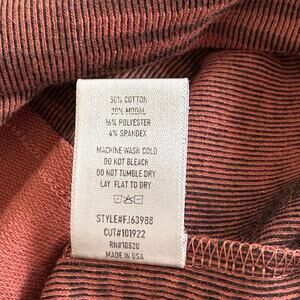 50% COTTON
30% MODAL
16% POLYESTER
4% SPANDEX
MACHINE WASH COLD
DO NOT BLEACH
DO NOT TUMBLE DRY
LAY FLAT TO DRY
STYLE#FJ63988
CUT#101922
RN#10520
MADE IN USA